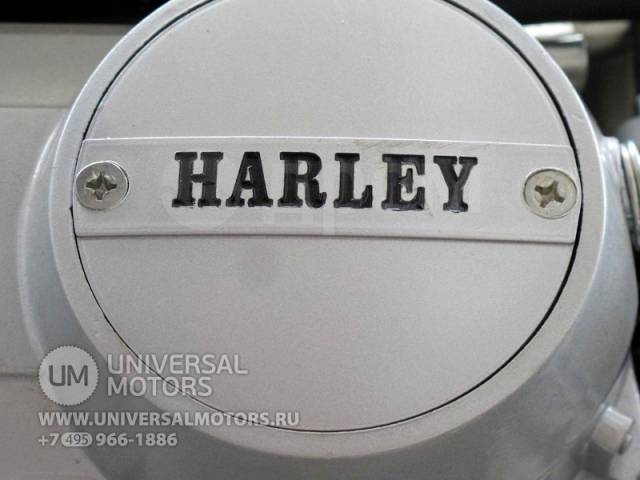 HARLEY
UM UNIVERSAL
MOTORS
WWW.UNIVERSALMOTORS.RU
+7 495 966-1886